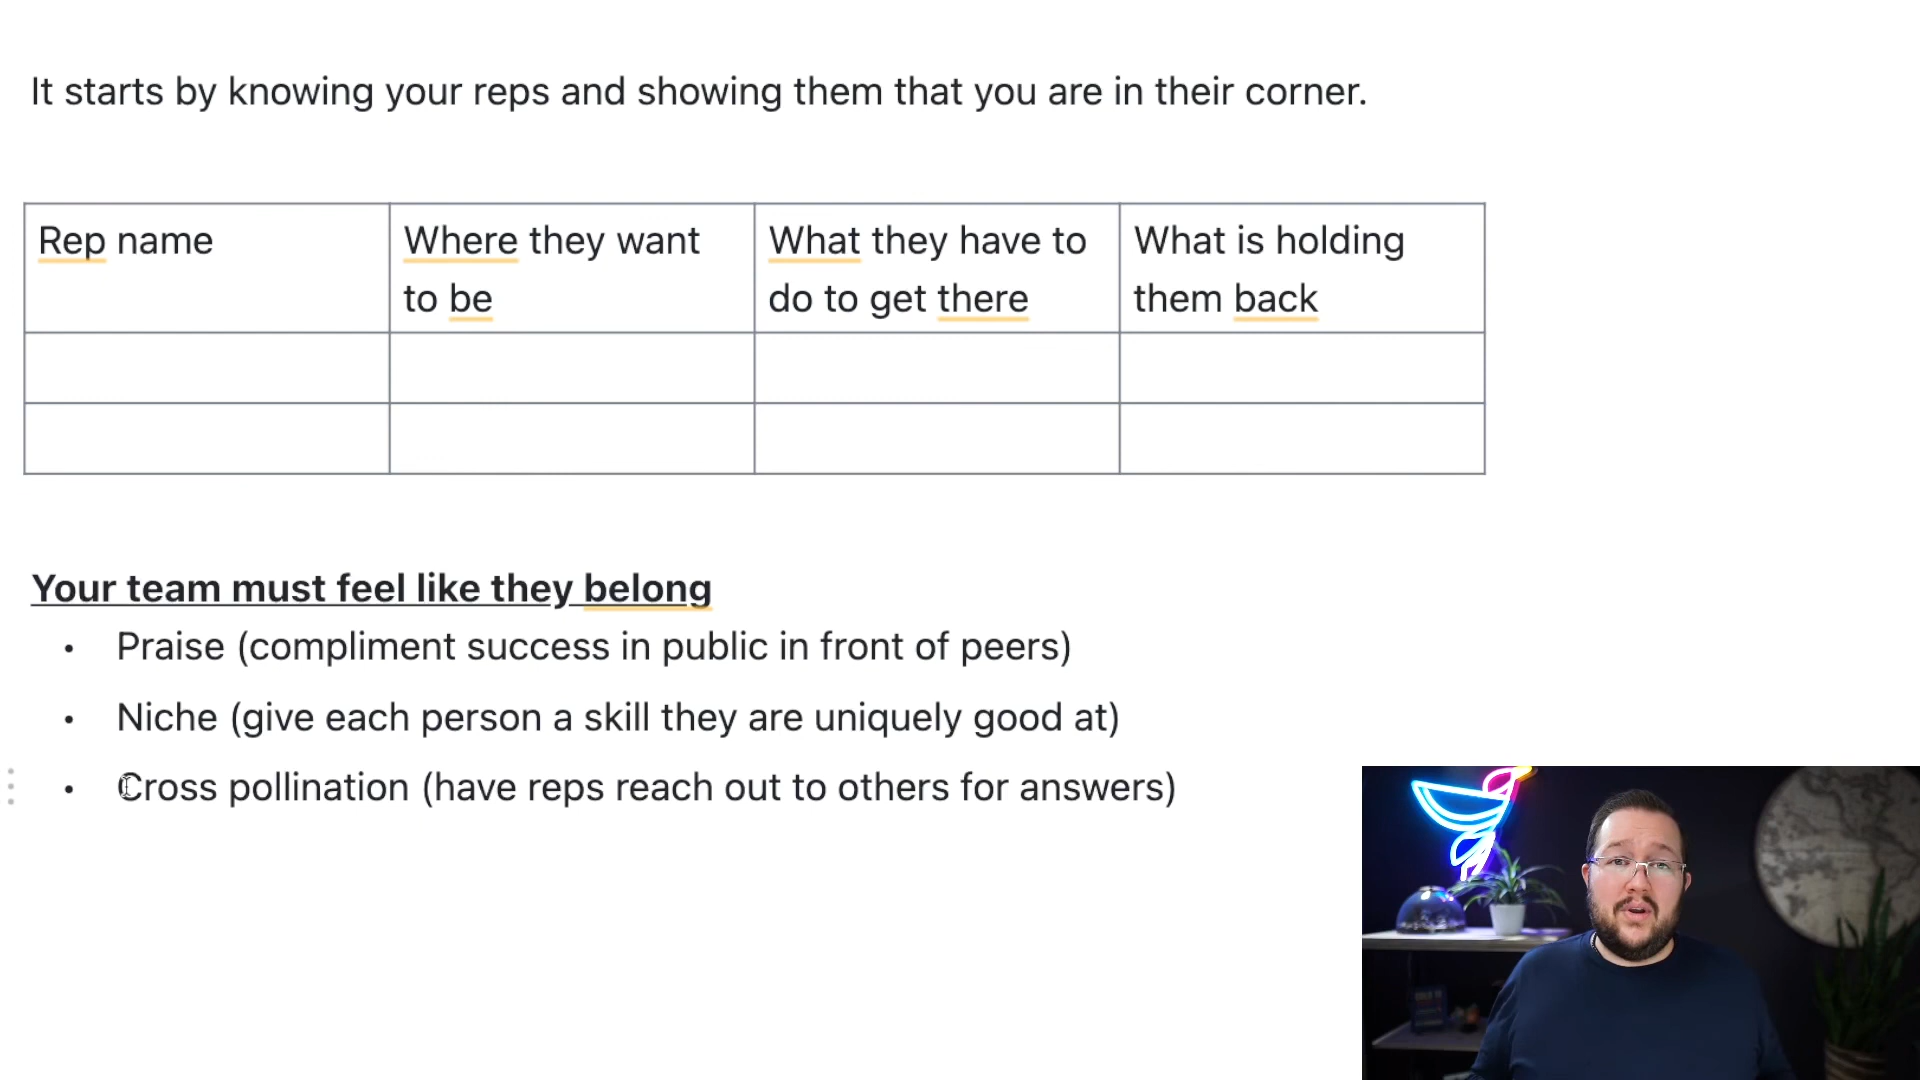 It starts by knowing your reps and showing them that you are in their corner.
Rep name
Where they want
to be
What they have to
do to get there
What is holding
them back
Your team must feel like they belong
• Praise (compliment success in public in front of peers)
• Niche (give each person a skill they are uniquely good at)
• Cross pollination (have reps reach out to others for answers)